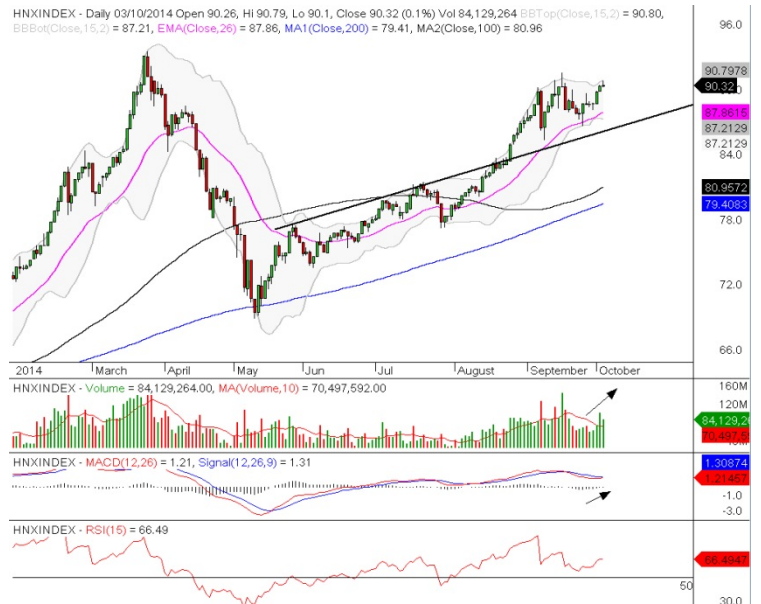 HNXINDEX - Daily 03/10/2014 Open 90.26, Hi 90.79, Lo 90.1, Close 90.32 (0.1%) Vol 84,129,264 BBTop(Close,15,2) = 90.80,
BBBot(Close,15,2) = 87.21, EMA(Close,26) = 87.86, MA1(Close,200) = 79.41, MA2(Close,100) = 80.96
96.0
90.7978
90.32
87.8615
87.2129
87.2129
84.0
80.9572
79.4083
78.0
72.0
66.0
2014 March April May Jun Jul August September October
HNXINDEX - Volume = 84,129,264.00, MA(Volume,10) = 70,497,592.00
160M
120M
84,129,26
70,497,5
HNXINDEX - MACD(12,26) = 1.21, Signal(12,26,9) = 1.31
1.30874
1.21457
-1.0
-3.0
HNXINDEX - RSI(15) = 66.49
66.4947
50
30.0